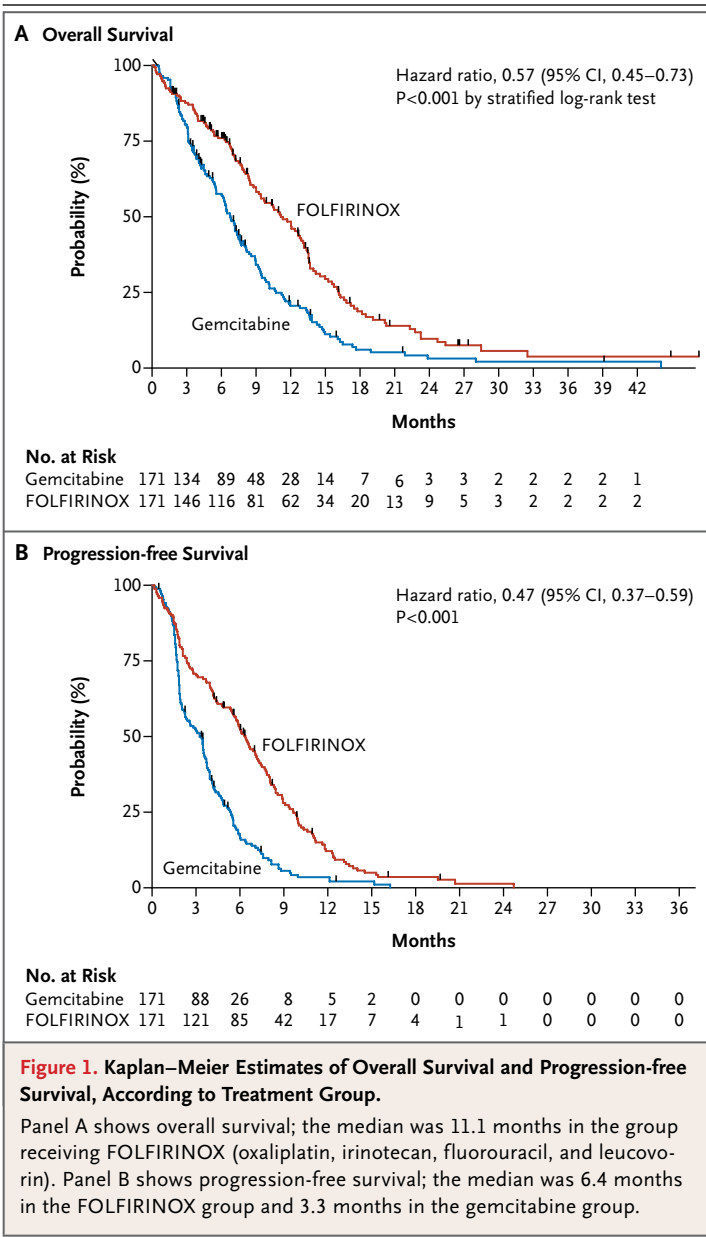 A Overall Survival
100
75
50
25
0
Probability (%)
Hazard ratio, 0.57 (95% CI, 0.45–0.73)
P<0.001 by stratified log-rank test
FOLFIRINOX
Gemcitabine
0 3 6 9 12 15 18 21 24 27 30 33 36 39 42
Months
No. at Risk
Gemcitabine 171 134 89 48 28 14 7 6 3 3 2 2 2 2 1
FOLFIRINOX 171 146 116 81 62 34 20 13 9 5 3 2 2 2 2
B Progression-free Survival
100
75
50
25
0
Probability (%)
Hazard ratio, 0.47 (95% CI, 0.37–0.59)
P<0.001
FOLFIRINOX
Gemcitabine
0 3 6 9 12 15 18 21 24 27 30 33 36
Months
No. at Risk
Gemcitabine 171 88 26 8 5 2 0 0 0 0 0 0 0
FOLFIRINOX 171 121 85 42 17 7 4 1 1 0 0 0 0
Figure 1. Kaplan–Meier Estimates of Overall Survival and Progression-free
Survival, According to Treatment Group.
Panel A shows overall survival; the median was 11.1 months in the group
receiving FOLFIRINOX (oxaliplatin, irinotecan, fluorouracil, and leucovo-
rin). Panel B shows progression-free survival; the median was 6.4 months
in the FOLFIRINOX group and 3.3 months in the gemcitabine group.